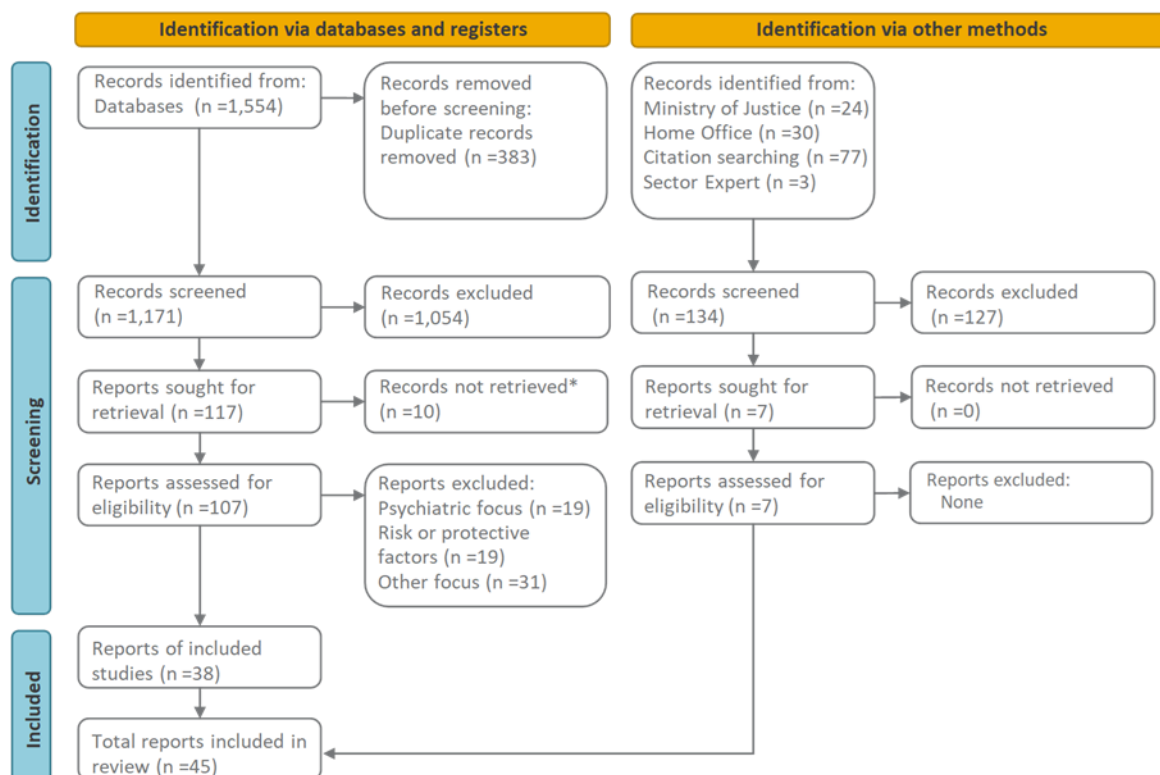 Identification via databases and registers
Identification via other methods
Identification
Records identified from:
Databases (n =1,554)
Records removed
before screening:
Duplicate records
removed (n =383)
Records identified from:
Ministry of Justice (n =24)
Home Office (n =30)
Citation searching (n =77)
Sector Expert (n =3)
Screening
Records screened
(n =1,171)
Records excluded
(n =1,054)
Records screened
(n =134)
Records excluded
(n =127)
Reports sought for
retrieval (n =117)
Records not retrieved*
(n =10)
Reports sought for
retrieval (n =7)
Records not retrieved
(n =0)
Reports assessed for
eligibility (n =107)
Reports excluded:
Psychiatric focus (n =19)
Risk or protective
factors (n =19)
Other focus (n =31)
Reports assessed for
eligibility (n =7)
Reports excluded:
None
Included
Reports of included
studies (n =38)
Total reports included in
review (n =45)